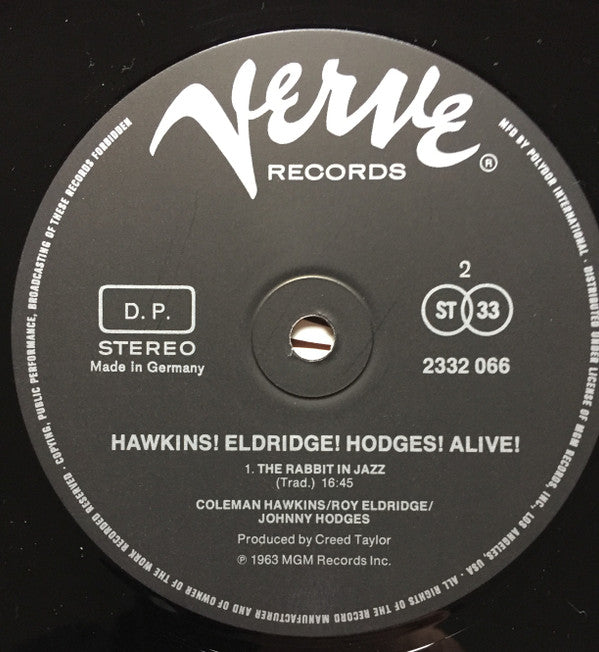 Verve
RECORDS
®
D. P.
STEREO
Made in Germany
2
ST 33
2332 066
HAWKINS! ELDRIDGE! HODGES! ALIVE!
1. THE RABBIT IN JAZZ
(Trad.) 16:45
COLEMAN HAWKINS/ROY ELDRIDGE/
JOHNNY HODGES
Produced by Creed Taylor
℗ 1963 MGM Records Inc.
MFD BY POLYDOR INTERNATIONAL · DISTRIBUTED UNDER LICENSE OF MGM RECORDS, INC., LOS ANGELES, USA · ALL RIGHTS OF THE RECORD MANUFACTURER AND OF OWNER OF THE WORK RECORDED RESERVED · COPYING, PUBLIC PERFORMANCE, BROADCASTING OF THESE RECORDS FORBIDDEN